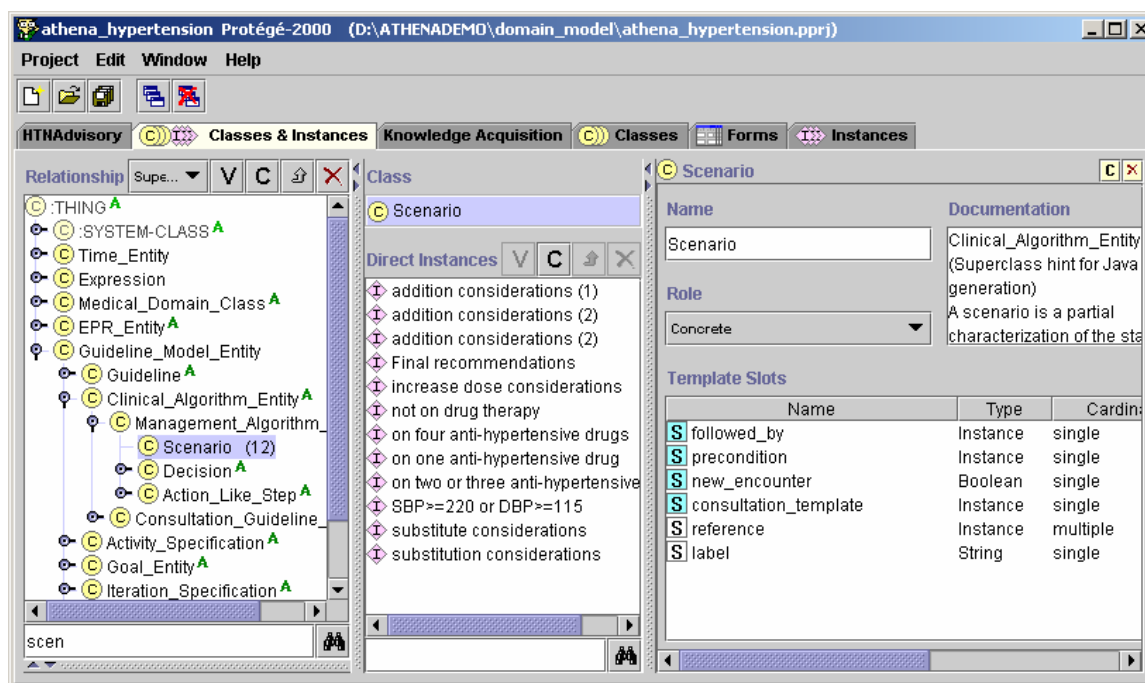 athena_hypertension Protégé-2000 (D:\ATHENADEMO\domain_model\athena_hypertension.pprj)
Project Edit Window Help
HTNAdvisory C I Classes & Instances Knowledge Acquisition C Classes Forms I Instances
Relationship Supe... V C
C :THING A
C :SYSTEM-CLASS A
C Time_Entity
C Expression
C Medical_Domain_Class A
C EPR_Entity A
C Guideline_Model_Entity
C Guideline A
C Clinical_Algorithm_Entity A
C Management_Algorithm_
C Scenario (12)
C Decision A
C Action_Like_Step A
C Consultation_Guideline_
C Activity_Specification A
C Goal_Entity A
C Iteration_Specification A
scen
Class
C Scenario
Direct Instances V C
I addition considerations (1)
I addition considerations (2)
I addition considerations (2)
I Final recommendations
I increase dose considerations
I not on drug therapy
I on four anti-hypertensive drugs
I on one anti-hypertensive drug
I on two or three anti-hypertensive
I SBP>=220 or DBP>=115
I substitute considerations
I substitution considerations
C Scenario C
Name
Scenario
Role
Concrete
Documentation
Clinical_Algorithm_Entity
(Superclass hint for Java
generation)
A scenario is a partial
characterization of the sta
Template Slots
Name Type Cardin
S followed_by Instance single
S precondition Instance single
S new_encounter Boolean single
S consultation_template Instance single
S reference Instance multiple
S label String single